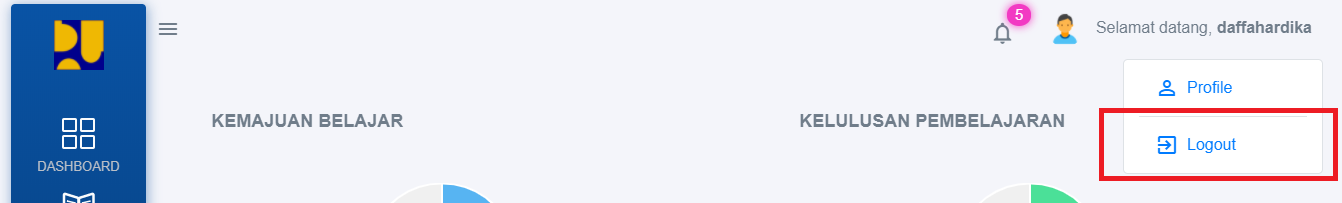 5
Selamat datang, daffahardika
Profile
KEMAJUAN BELAJAR
KELULUSAN PEMBELAJARAN
Logout
DASHBOARD